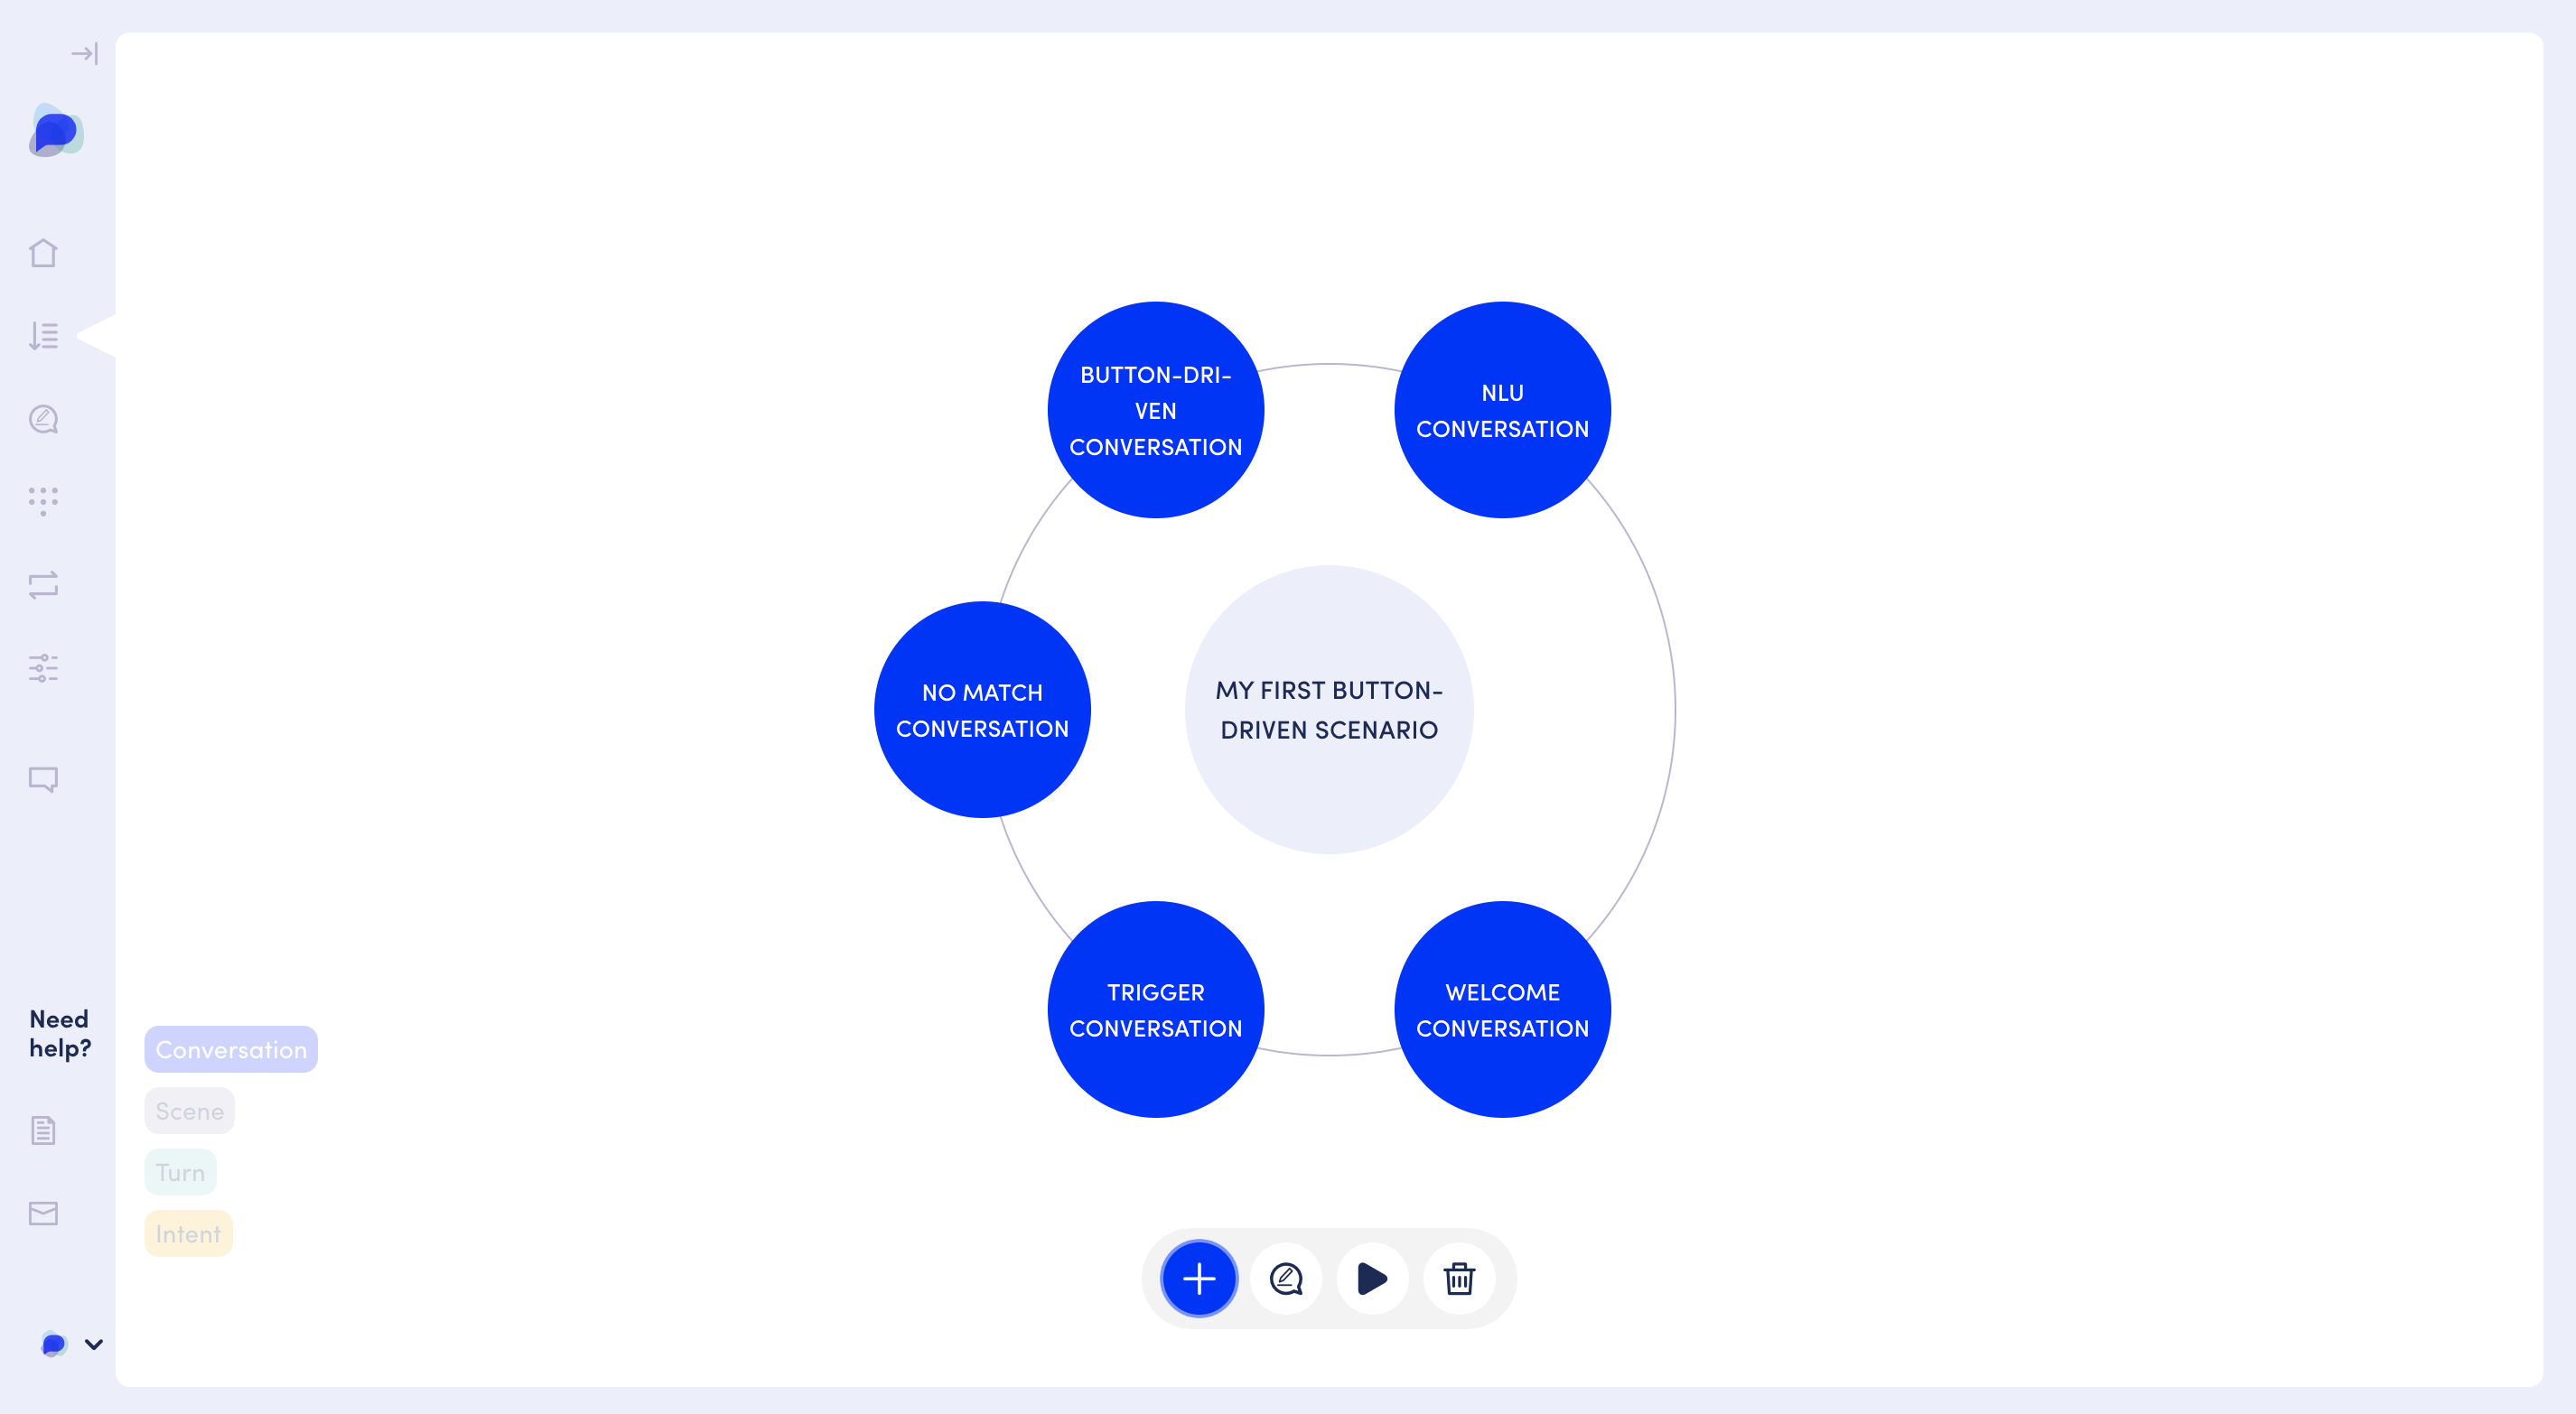 BUTTON-DRI-
VEN
CONVERSATION
NLU
CONVERSATION
NO MATCH
CONVERSATION
MY FIRST BUTTON-
DRIVEN SCENARIO
TRIGGER
CONVERSATION
WELCOME
CONVERSATION
Need
help?
Conversation
Scene
Turn
Intent